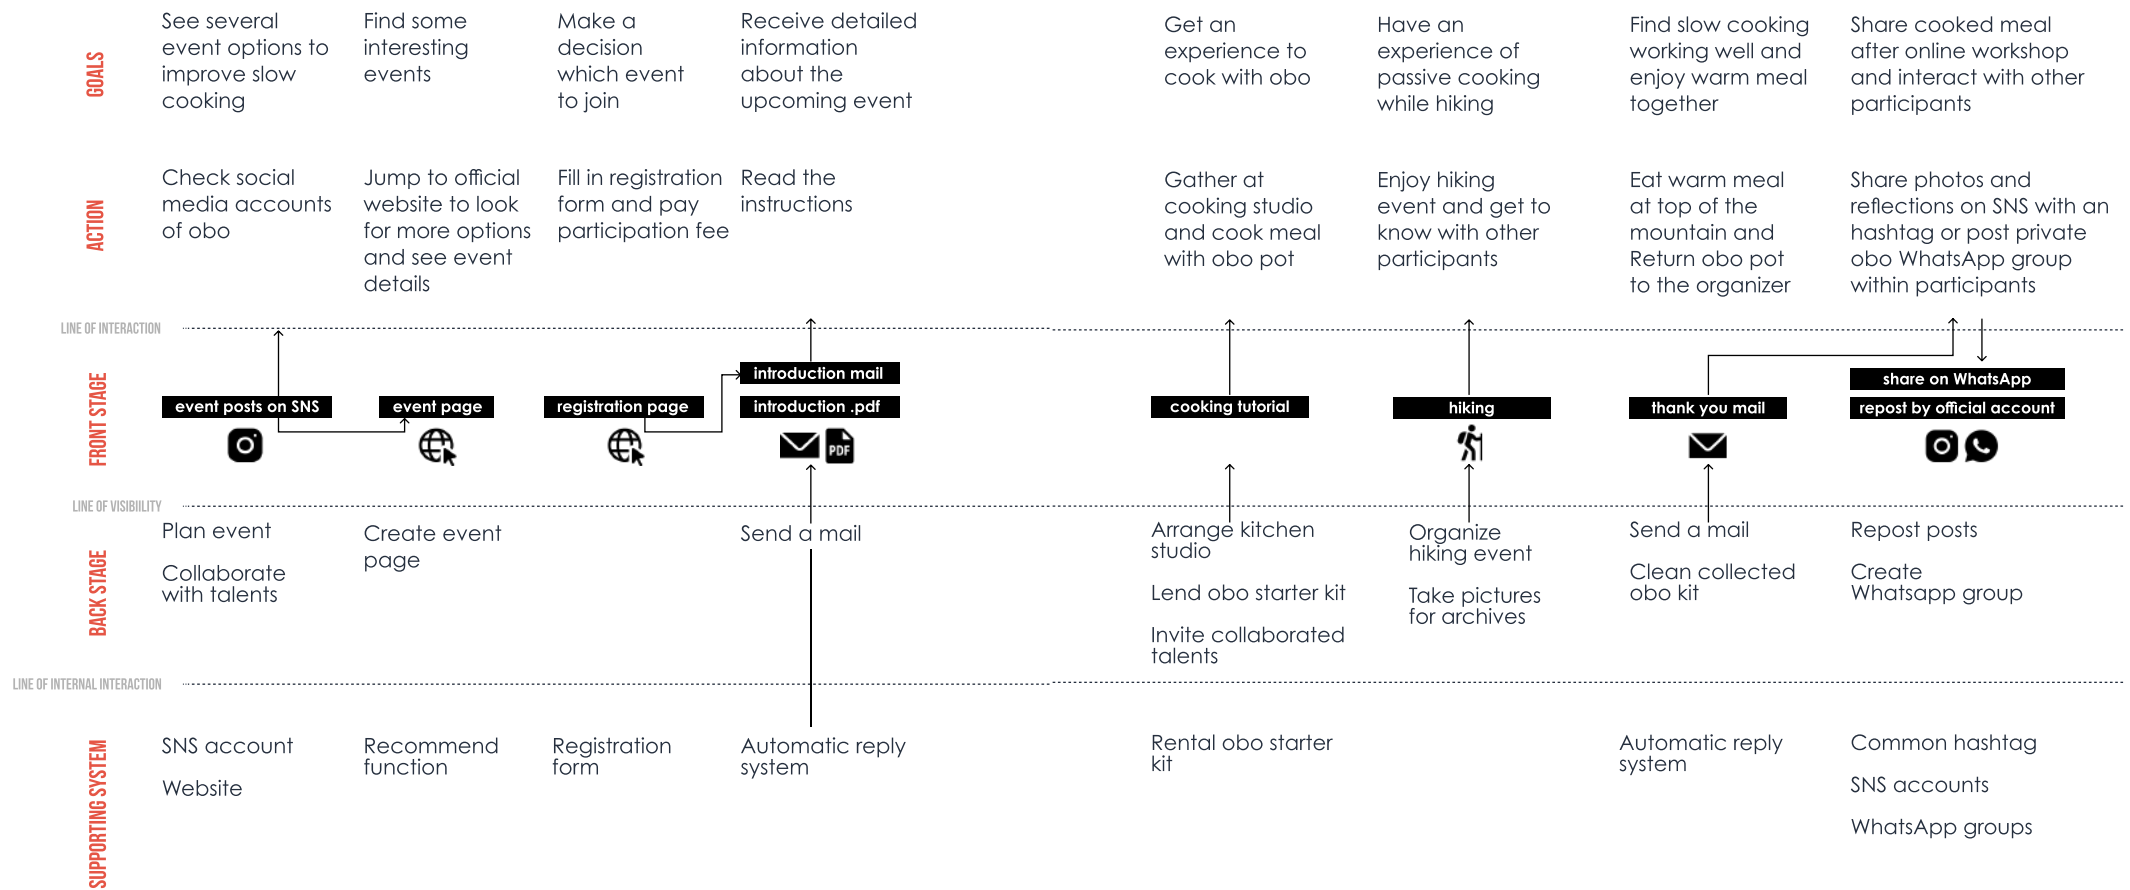 GOALS
See several
event options to
improve slow
cooking
Find some
interesting
events
Make a
decision
which event
to join
Receive detailed
information
about the
upcoming event
Get an
experience to
cook with obo
Have an
experience of
passive cooking
while hiking
Find slow cooking
working well and
enjoy warm meal
together
Share cooked meal
after online workshop
and interact with other
participants
ACTION
Check social
media accounts
of obo
Jump to official
website to look
for more options
and see event
details
Fill in registration
form and pay
participation fee
Read the
instructions
Gather at
cooking studio
and cook meal
with obo pot
Enjoy hiking
event and get to
know with other
participants
Eat warm meal
at top of the
mountain and
Return obo pot
to the organizer
Share photos and
reflections on SNS with an
hashtag or post private
obo WhatsApp group
within participants
LINE OF INTERACTION
FRONT STAGE
event posts on SNS
event page
registration page
introduction mail
introduction .pdf
PDF
cooking tutorial
hiking
thank you mail
share on WhatsApp
repost by official account
LINE OF VISIBIILITY
BACK STAGE
Plan event
Collaborate
with talents
Create event
page
Send a mail
Arrange kitchen
studio
Lend obo starter kit
Invite collaborated
talents
Organize
hiking event
Take pictures
for archives
Send a mail
Clean collected
obo kit
Repost posts
Create
Whatsapp group
LINE OF INTERNAL INTERACTION
SUPPORTING SYSTEM
SNS account
Website
Recommend
function
Registration
form
Automatic reply
system
Rental obo starter
kit
Automatic reply
system
Common hashtag
SNS accounts
WhatsApp groups